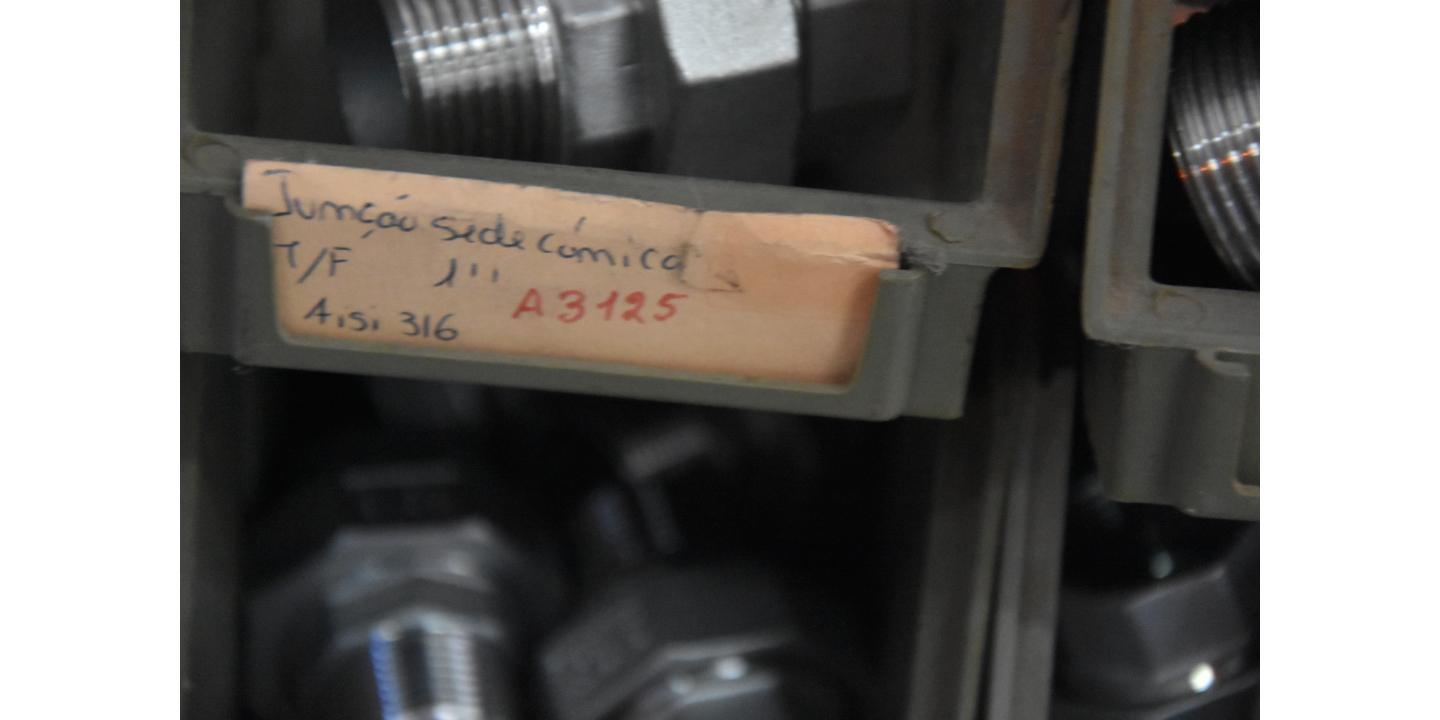 Junção sede cónica
T/F 1'' A3125
Aisi 316